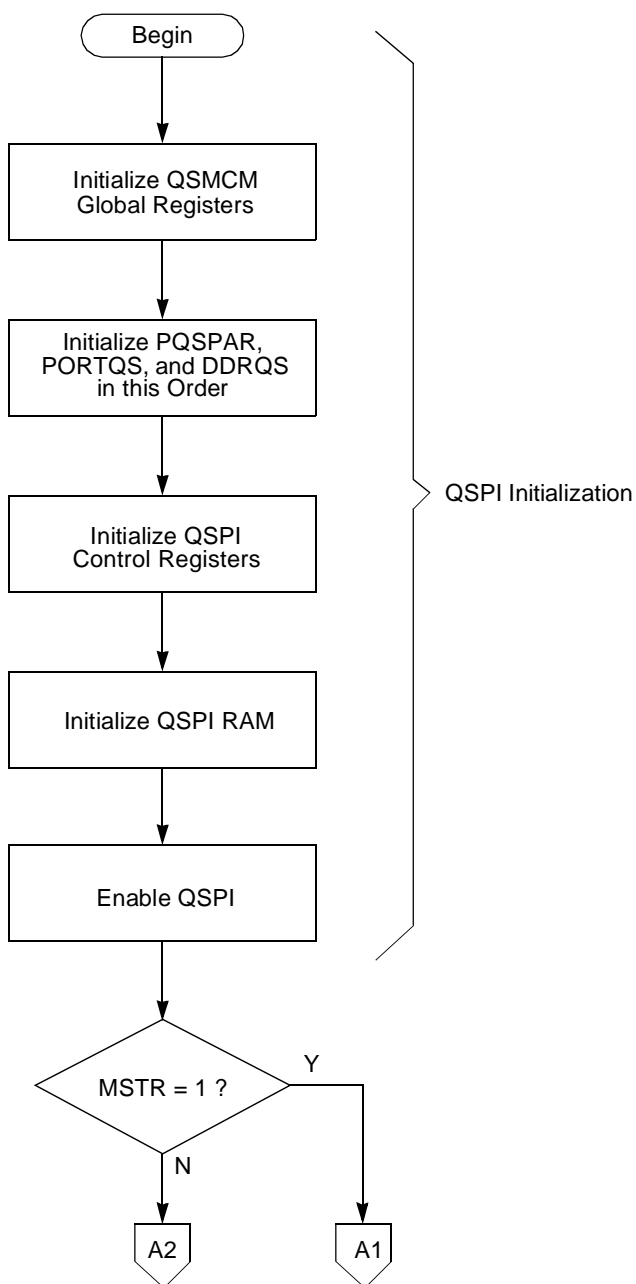 Begin
Initialize QSMCM
Global Registers
Initialize PQSPAR,
PORTQS, and DDRQS
in this Order
QSPI Initialization
Initialize QSPI
Control Registers
Initialize QSPI RAM
Enable QSPI
MSTR = 1 ?
Y
N
A2
A1